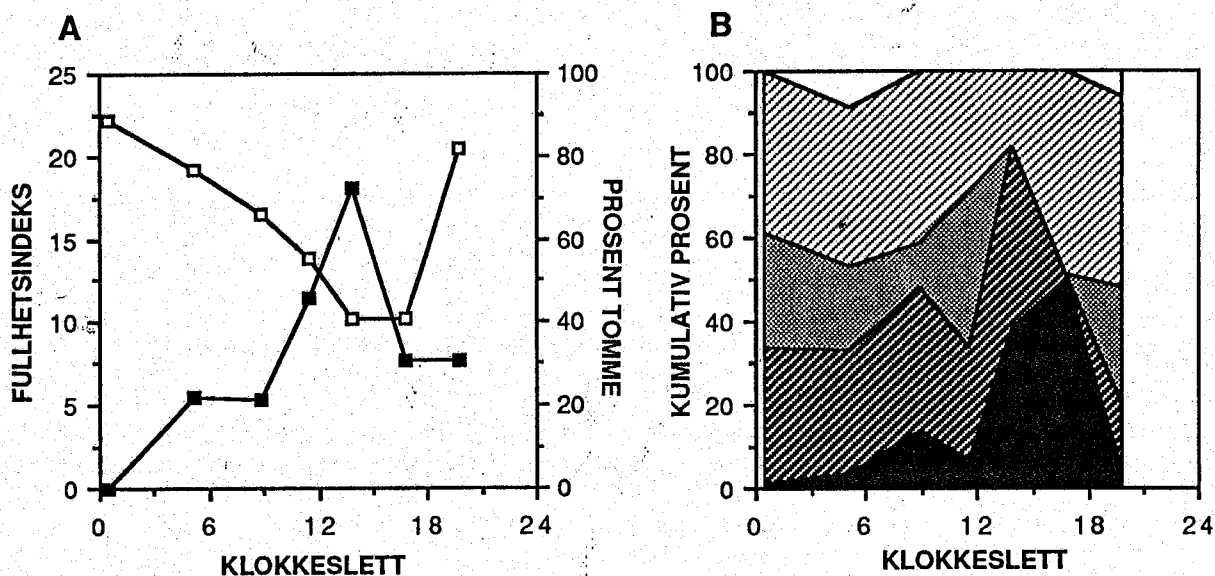 A
FULLHETSINDEKS
25
20
15
10
5
0
0 6 12 18 24
KLOKKESLETT
100
80
60
40
20
0
PROSENT TOMME
B
KUMULATIV PROSENT
100
80
60
40
20
0
0 6 12 18 24
KLOKKESLETT